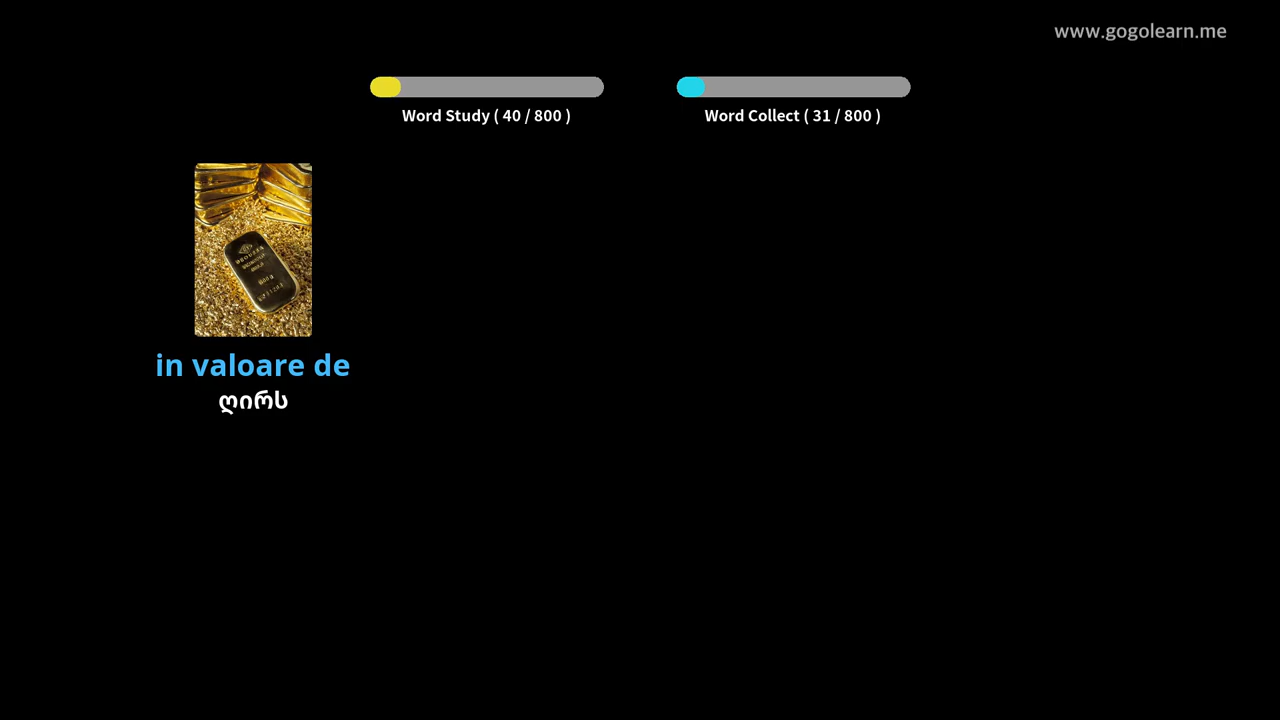 www.gogolearn.me
Word Study ( 40 / 800 )
Word Collect ( 31 / 800 )
in valoare de
ღირს